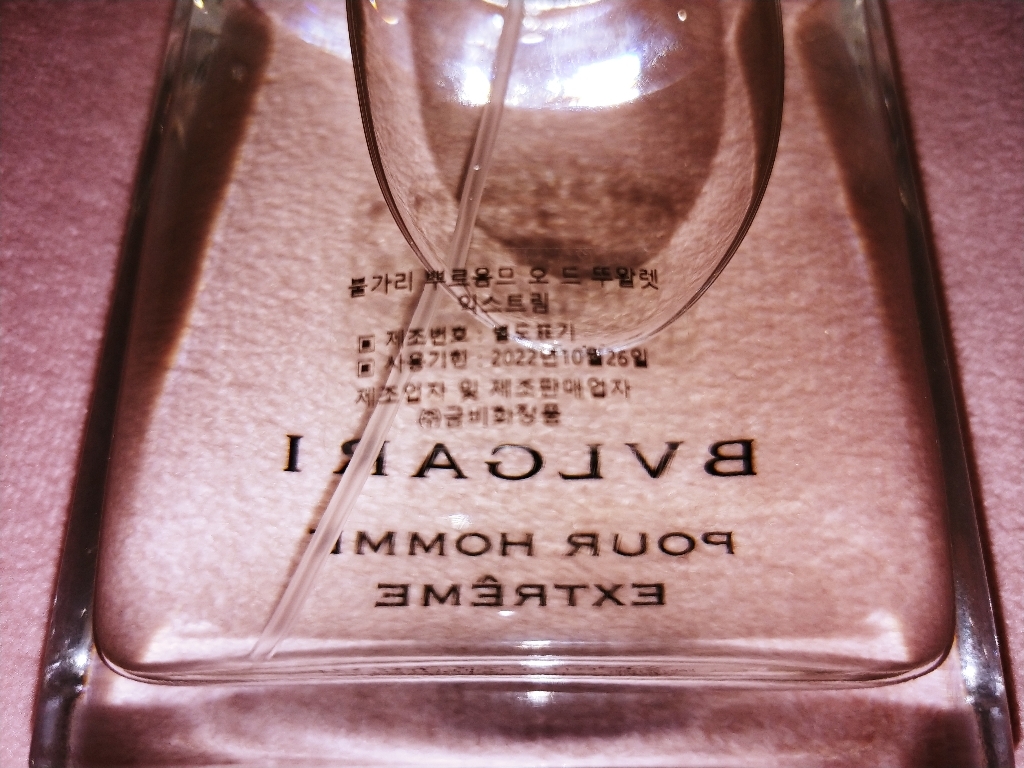 불가리 뿌르옴므 오 드 뚜왈렛
익스트림
▣ 제조번호 : 별도표기
▣ 사용기한 : 2022년10월26일
제조업자 및 제조판매업자
㈜금비화장품
BVLGARI
POUR HOMME
EXTRÊME